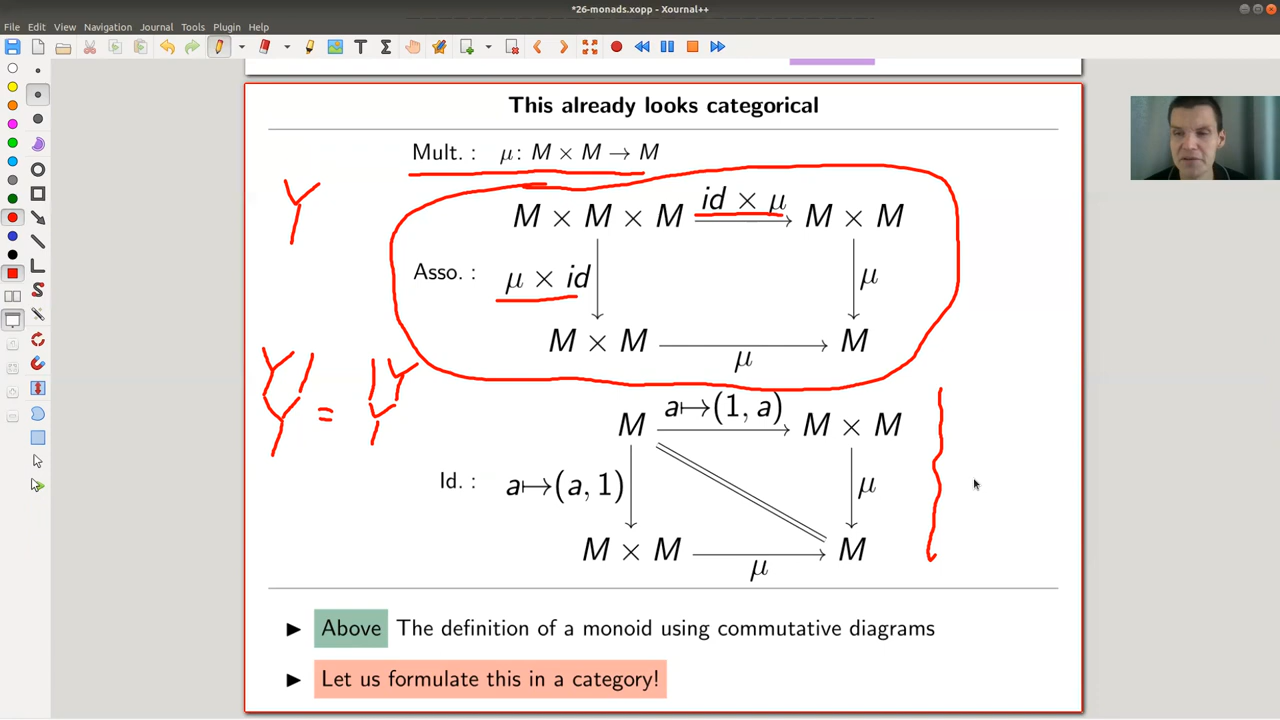 *26-monads.xopp - Xournal++
File Edit View Navigation Journal Tools Plugin Help
This already looks categorical
Mult. : μ: M × M → M
M × M × M id × μ M × M
Asso. : μ × id μ
M × M μ M
M a↦(1, a) M × M
Id. : a↦(a, 1) μ
M × M μ M
Y
Y = Y
► Above The definition of a monoid using commutative diagrams
► Let us formulate this in a category!